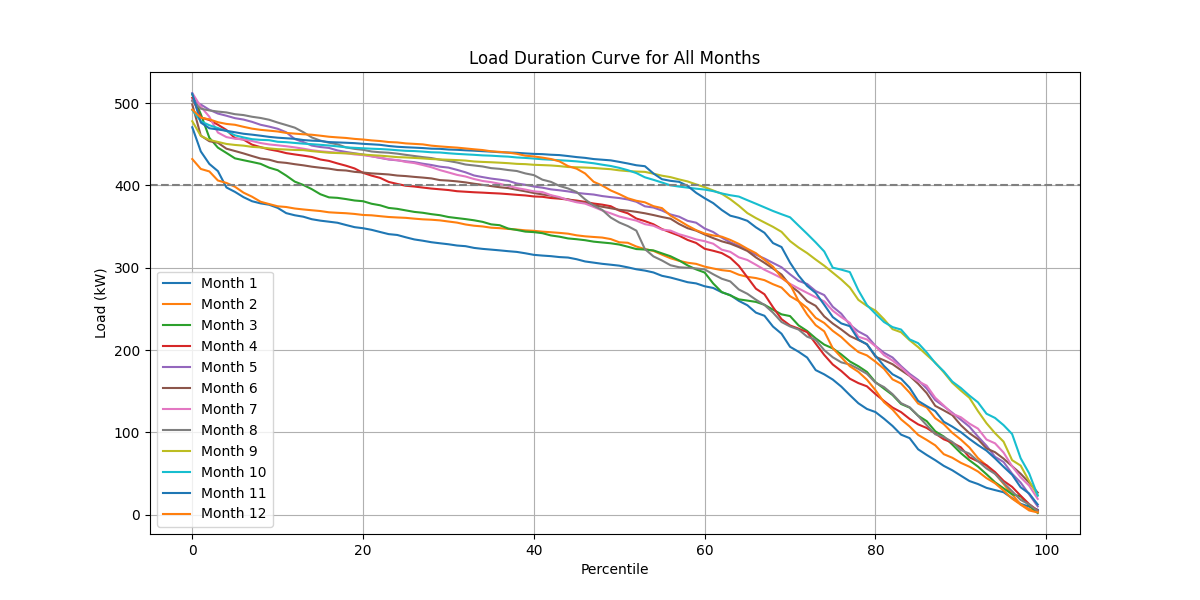 Load Duration Curve for All Months
Load (kW)
500
400
300
200
100
0
Month 1
Month 2
Month 3
Month 4
Month 5
Month 6
Month 7
Month 8
Month 9
Month 10
Month 11
Month 12
0 20 40 60 80 100
Percentile